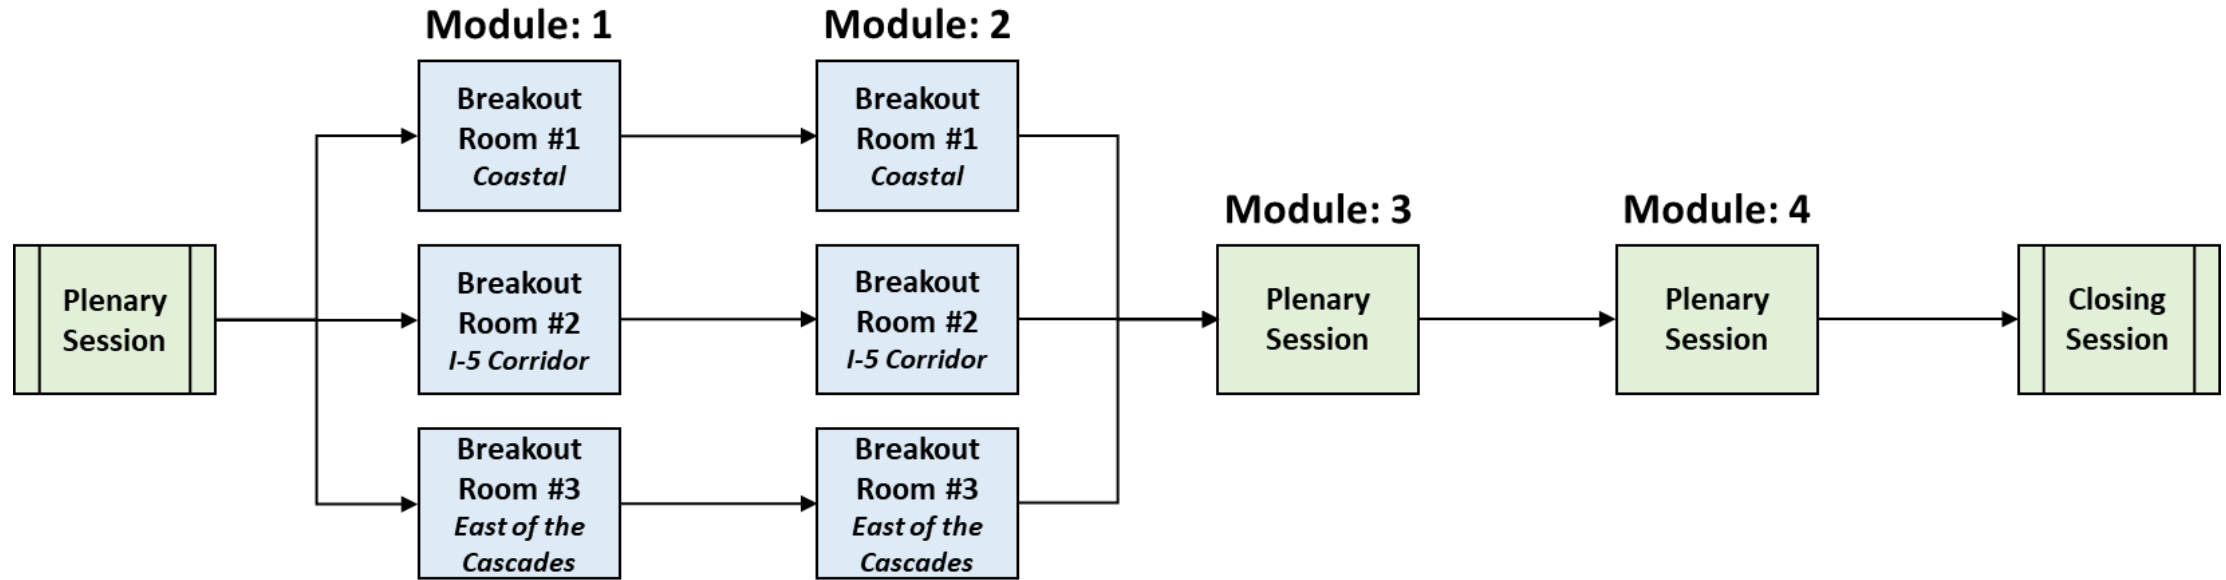 Plenary
Session
Module: 1
Breakout
Room #1
Coastal
Breakout
Room #2
I-5 Corridor
Breakout
Room #3
East of the
Cascades
Module: 2
Breakout
Room #1
Coastal
Breakout
Room #2
I-5 Corridor
Breakout
Room #3
East of the
Cascades
Module: 3
Plenary
Session
Module: 4
Plenary
Session
Closing
Session